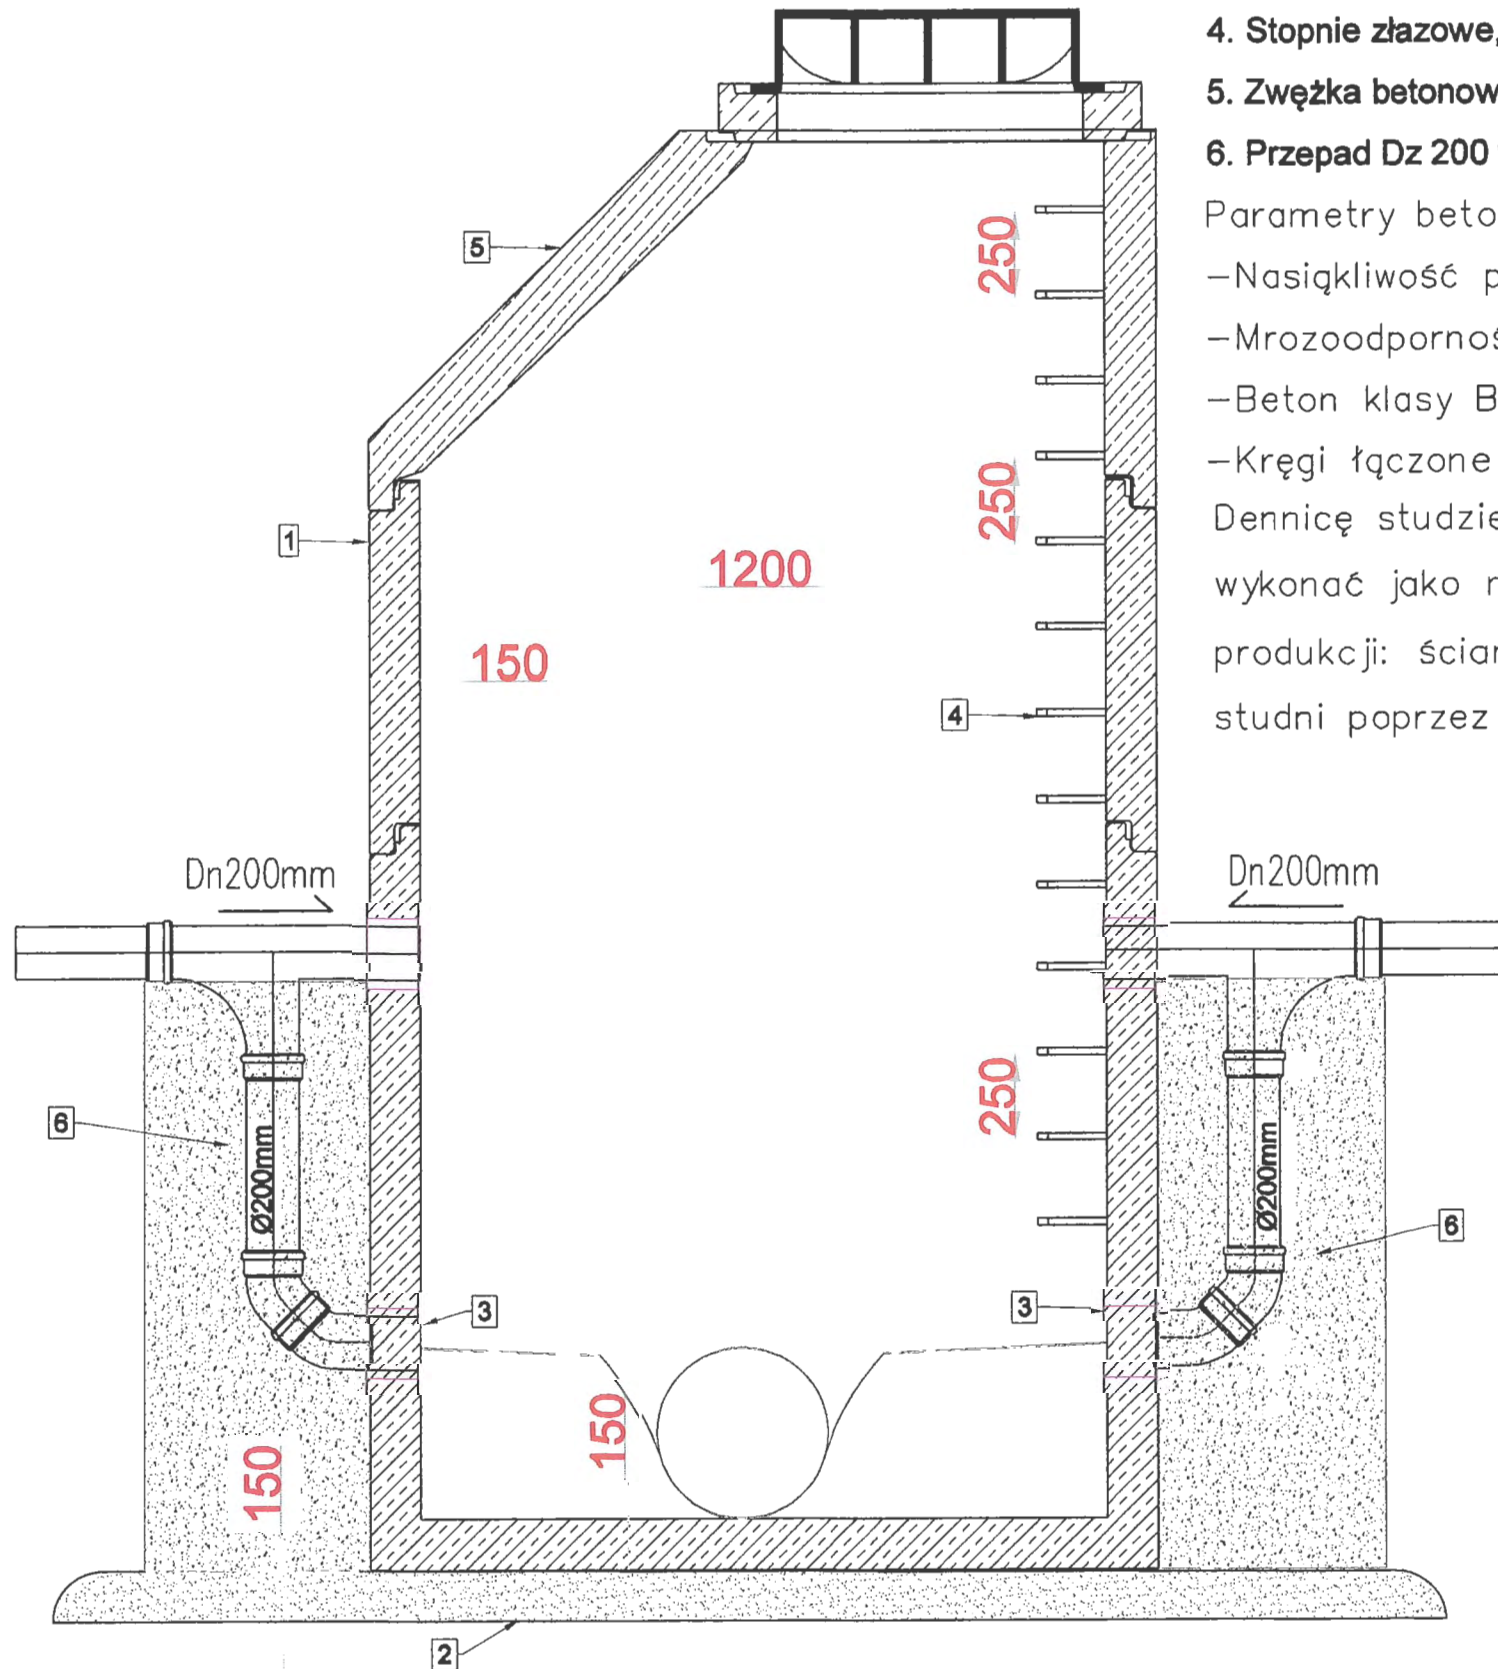 4. Stopnie złazowe,
5. Zwężka betonow
6. Przepad Dz 200
Parametry beto
-Nasiąkliwość p
-Mrozoodpornoś
-Beton klasy B
-Kręgi łączone
Dennicę studzie
wykonać jako
produkcji: ścian
studni poprzez
5
250
250
1
1200
150
4
Dn200mm
Dn200mm
250
6
Ø200mm
Ø200mm
6
3
3
150
150
2